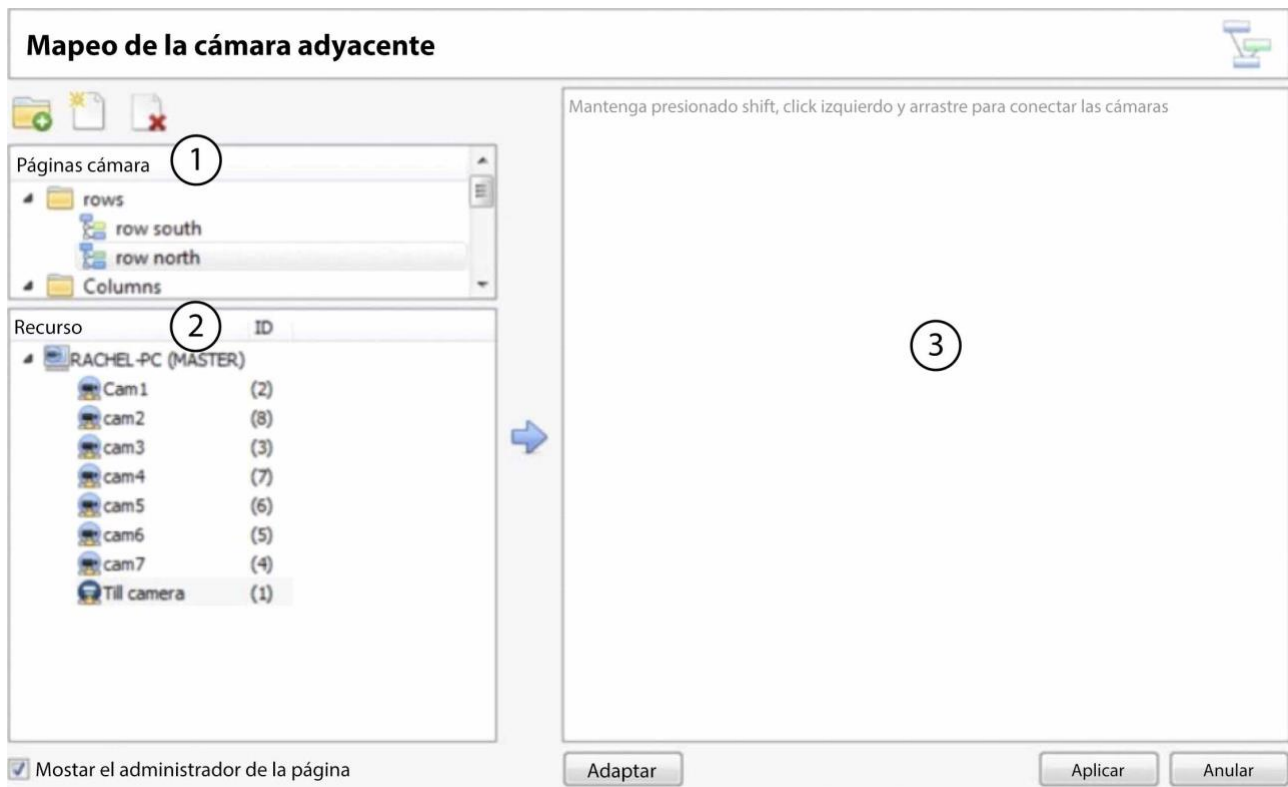 Mapeo de la cámara adyacente
Mantenga presionado shift, click izquierdo y arrastre para conectar las cámaras
Páginas cámara 1
rows
row south
row north
Columns
Recurso 2 ID
RACHEL-PC (MASTER)
Cam1 (2)
cam2 (8)
cam3 (3)
cam4 (7)
cam5 (6)
cam6 (5)
cam7 (4)
Till camera (1)
3
Mostar el administrador de la página
Adaptar
Aplicar
Anular